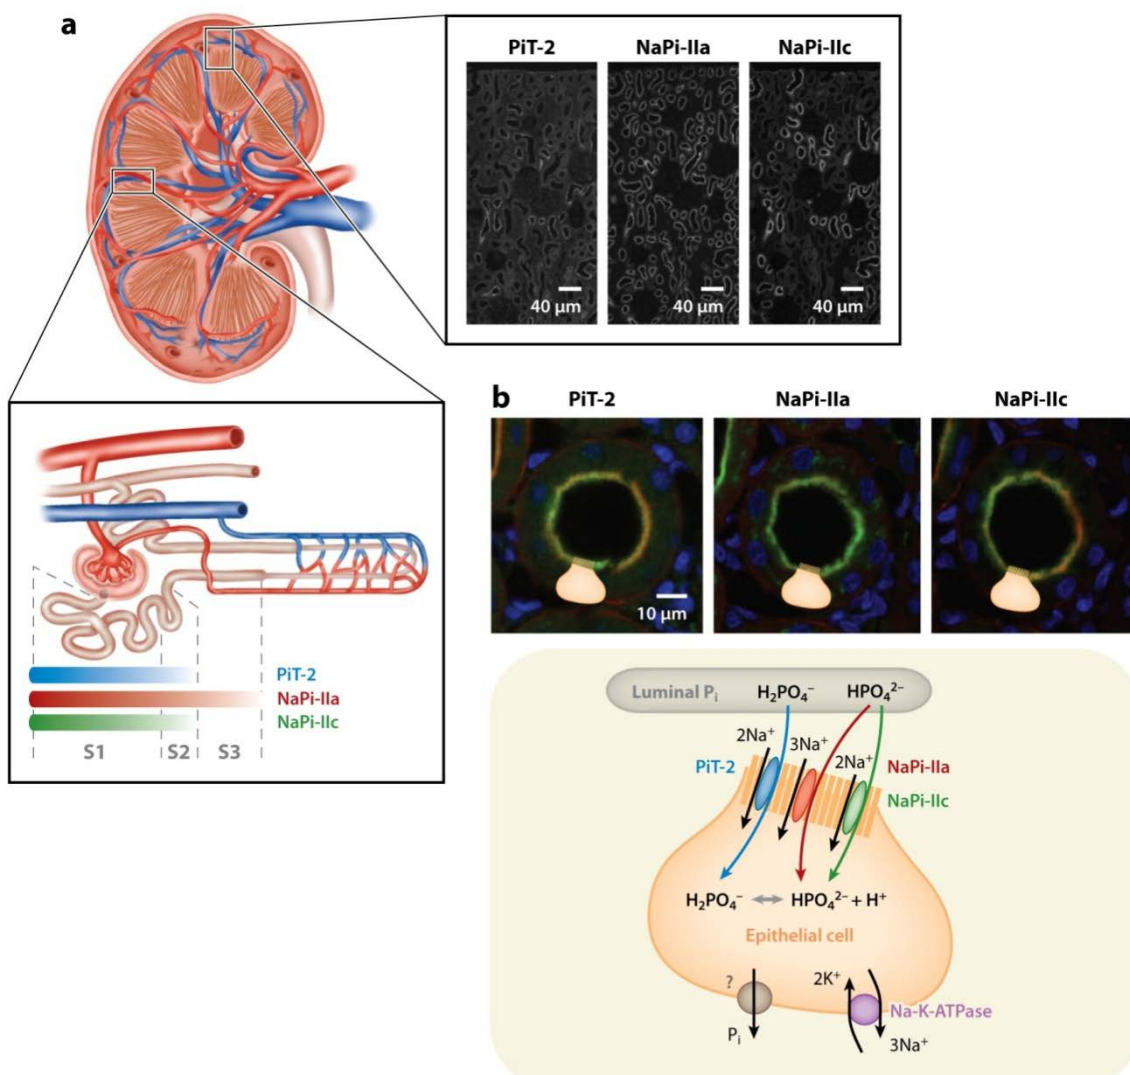 a
PiT-2 NaPi-IIa NaPi-IIc
40 µm 40 µm 40 µm
PiT-2
NaPi-IIa
NaPi-IIc
S1 S2 S3
b
PiT-2 NaPi-IIa NaPi-IIc
10 µm
Luminal Pᵢ H₂PO₄⁻ HPO₄²⁻
2Na⁺ 3Na⁺ 2Na⁺
PiT-2 NaPi-IIa
NaPi-IIc
H₂PO₄⁻ HPO₄²⁻ + H⁺
Epithelial cell
? 2K⁺
Na-K-ATPase
Pᵢ 3Na⁺